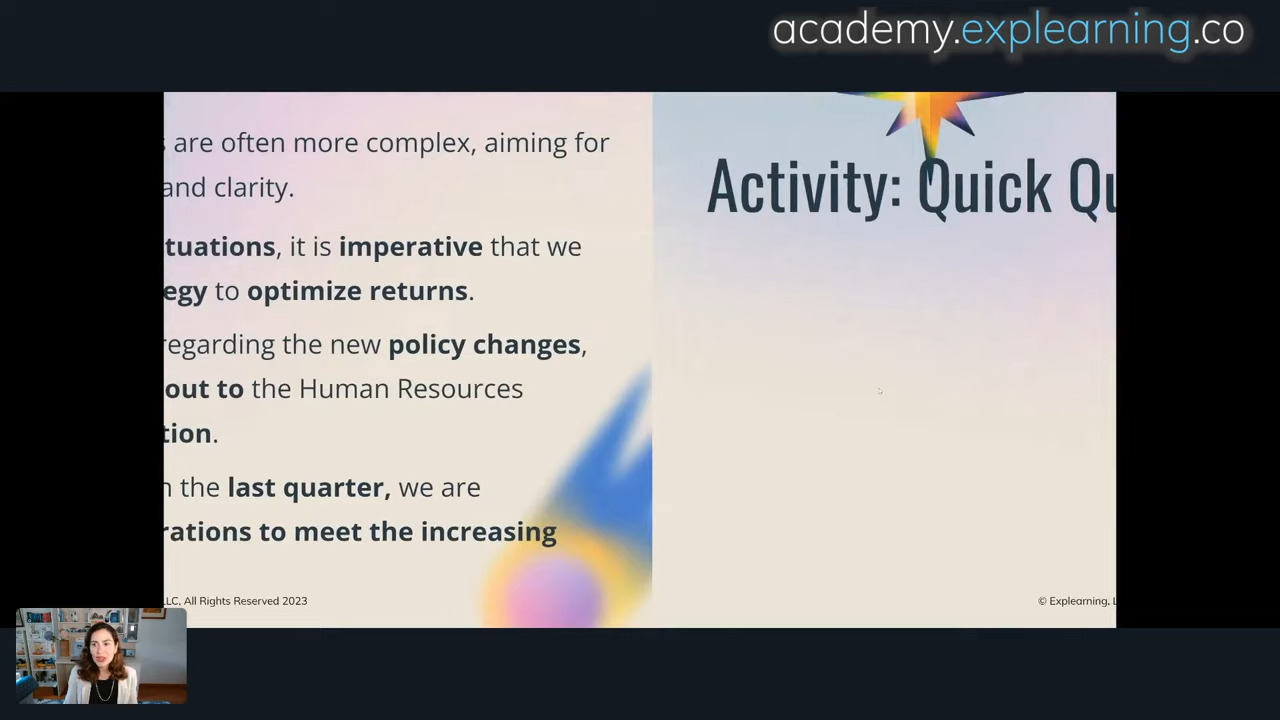 academy.explearning.co
are often more complex, aiming for
and clarity.
tuations, it is imperative that we
egy to optimize returns.
regarding the new policy changes,
out to the Human Resources
tion.
the last quarter, we are
rations to meet the increasing
LC, All Rights Reserved 2023
Activity: Quick Qu
© Explearning, L